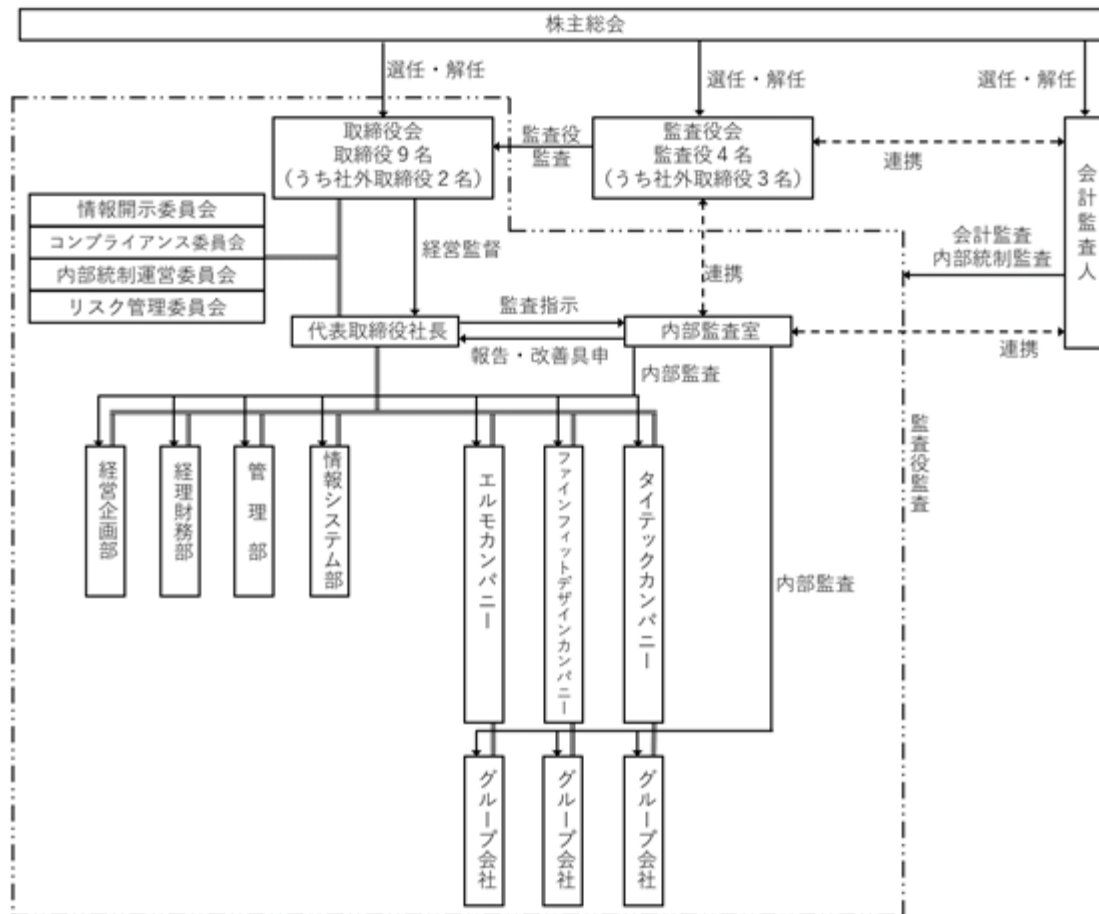 株主総会
選任・解任
選任・解任
選任・解任
取締役会
取締役9名
（うち社外取締役2名）
監査役
監査
監査役会
監査役4名
（うち社外取締役3名）
連携
会計監査人
情報開示委員会
コンプライアンス委員会
内部統制運営委員会
リスク管理委員会
経営監督
連携
会計監査
内部統制監査
代表取締役社長
監査指示
報告・改善具申
内部監査室
連携
内部監査
監査役監査
経営企画部
経理財務部
管理部
情報システム部
エルモカンパニー
ファインフィットデザインカンパニー
タイテックカンパニー
内部監査
グループ会社
グループ会社
グループ会社